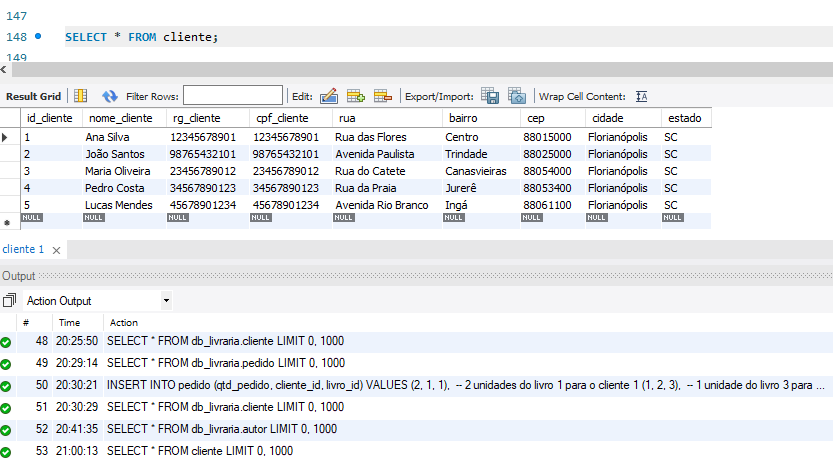 147
148 SELECT * FROM cliente;
149
Result Grid Filter Rows: Edit: Export/Import: Wrap Cell Content: IA
id_cliente nome_cliente rg_cliente cpf_cliente rua bairro cep cidade estado
1 Ana Silva 12345678901 12345678901 Rua das Flores Centro 88015000 Florianópolis SC
2 João Santos 98765432101 98765432101 Avenida Paulista Trindade 88025000 Florianópolis SC
3 Maria Oliveira 23456789012 23456789012 Rua do Catete Canasvieiras 88054000 Florianópolis SC
4 Pedro Costa 34567890123 34567890123 Rua da Praia Jurerê 88053400 Florianópolis SC
5 Lucas Mendes 45678901234 45678901234 Avenida Rio Branco Ingá 88061100 Florianópolis SC
NULL NULL NULL NULL NULL NULL NULL NULL NULL
cliente 1
Output
Action Output
# Time Action
48 20:25:50 SELECT * FROM db_livraria.cliente LIMIT 0, 1000
49 20:29:14 SELECT * FROM db_livraria.pedido LIMIT 0, 1000
50 20:30:21 INSERT INTO pedido (qtd_pedido, cliente_id, livro_id) VALUES (2, 1, 1), -- 2 unidades do livro 1 para o cliente 1 (1, 2, 3), -- 1 unidade do livro 3 para ...
51 20:30:29 SELECT * FROM db_livraria.cliente LIMIT 0, 1000
52 20:41:35 SELECT * FROM db_livraria.autor LIMIT 0, 1000
53 21:00:13 SELECT * FROM cliente LIMIT 0, 1000